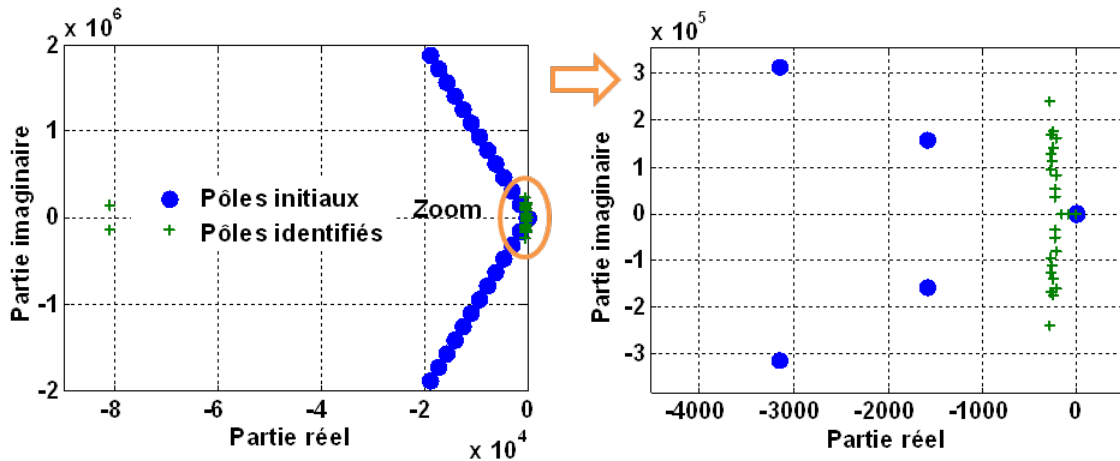 x 10^6
2
1
0
-1
-2
-8
-6
-4
-2
0
x 10^4
Partie réel
Partie imaginaire
Pôles initiaux
Pôles identifiés
Zoom
x 10^5
3
2
1
0
-1
-2
-3
-4000
-3000
-2000
-1000
0
Partie réel
Partie imaginaire